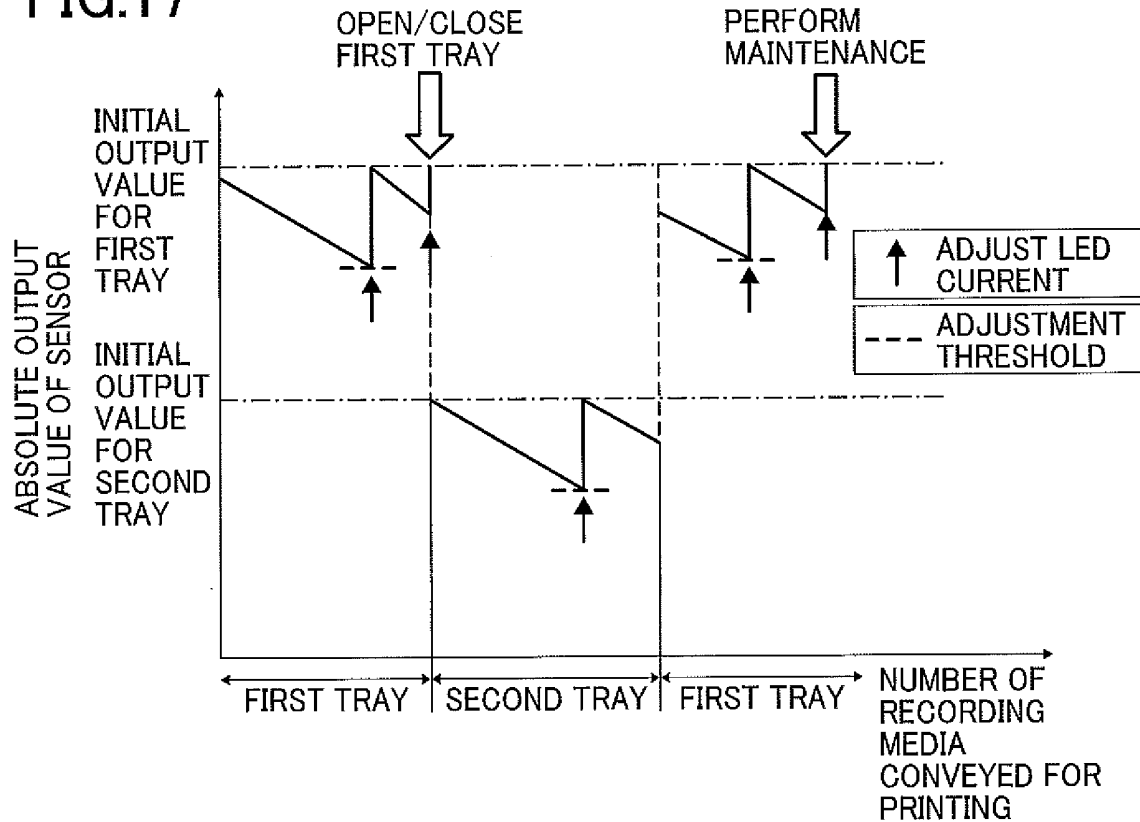 FIG.17
OPEN/CLOSE
FIRST TRAY
PERFORM
MAINTENANCE
INITIAL
OUTPUT
VALUE
FOR
FIRST
TRAY
ABSOLUTE OUTPUT
VALUE OF SENSOR
INITIAL
OUTPUT
VALUE
FOR
SECOND
TRAY
ADJUST LED
CURRENT
ADJUSTMENT
THRESHOLD
FIRST TRAY
SECOND TRAY
FIRST TRAY
NUMBER OF
RECORDING
MEDIA
CONVEYED FOR
PRINTING